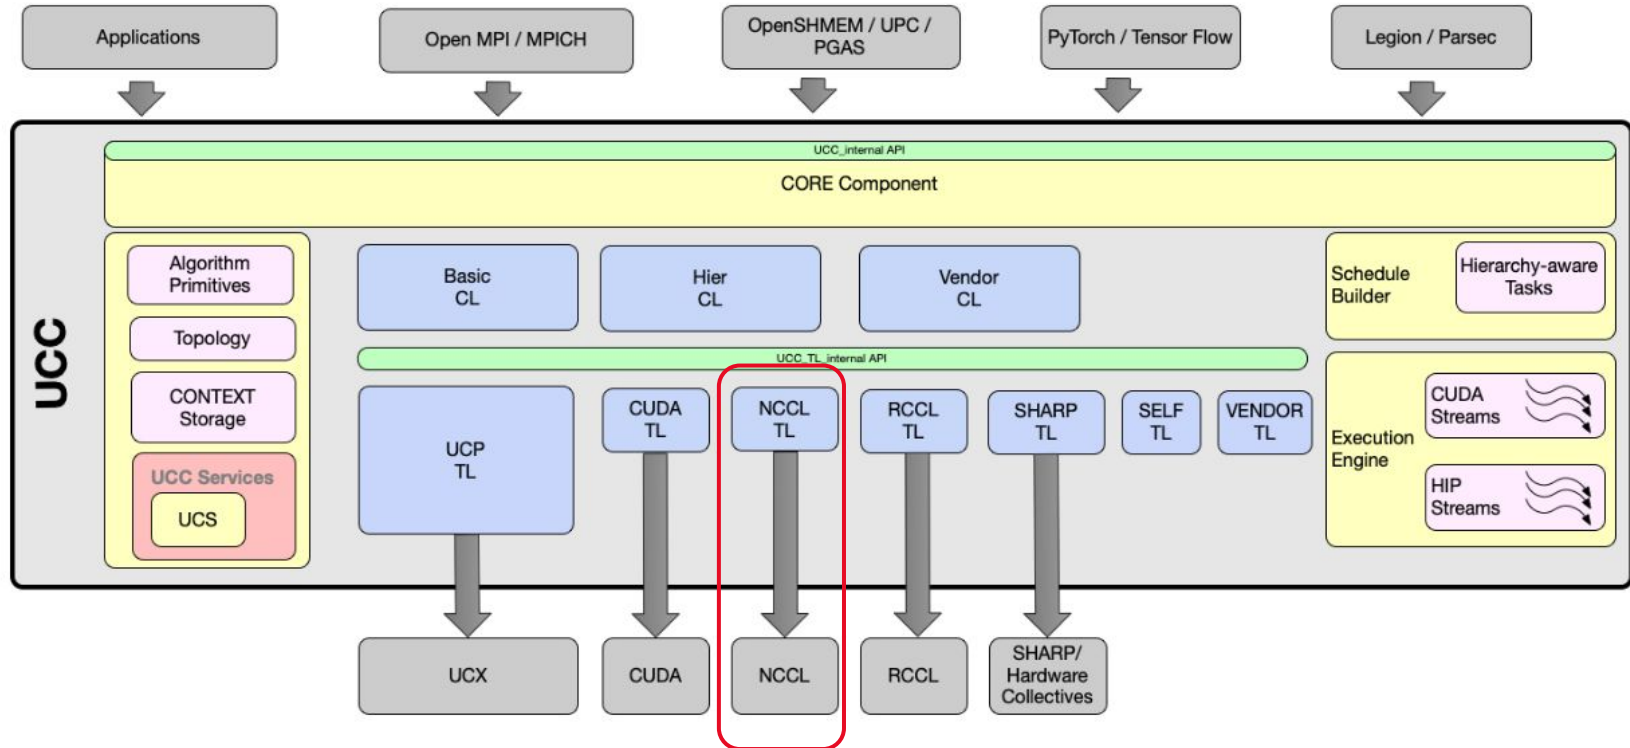 Applications
Open MPI / MPICH
OpenSHMEM / UPC /
PGAS
PyTorch / Tensor Flow
Legion / Parsec
UCC
UCC_internal API
CORE Component
Algorithm
Primitives
Topology
CONTEXT
Storage
UCC Services
UCS
Basic
CL
Hier
CL
Vendor
CL
Schedule
Builder
Hierarchy-aware
Tasks
UCC_TL_internal API
UCP
TL
CUDA
TL
NCCL
TL
RCCL
TL
SHARP
TL
SELF
TL
VENDOR
TL
Execution
Engine
CUDA
Streams
HIP
Streams
UCX
CUDA
NCCL
RCCL
SHARP/
Hardware
Collectives